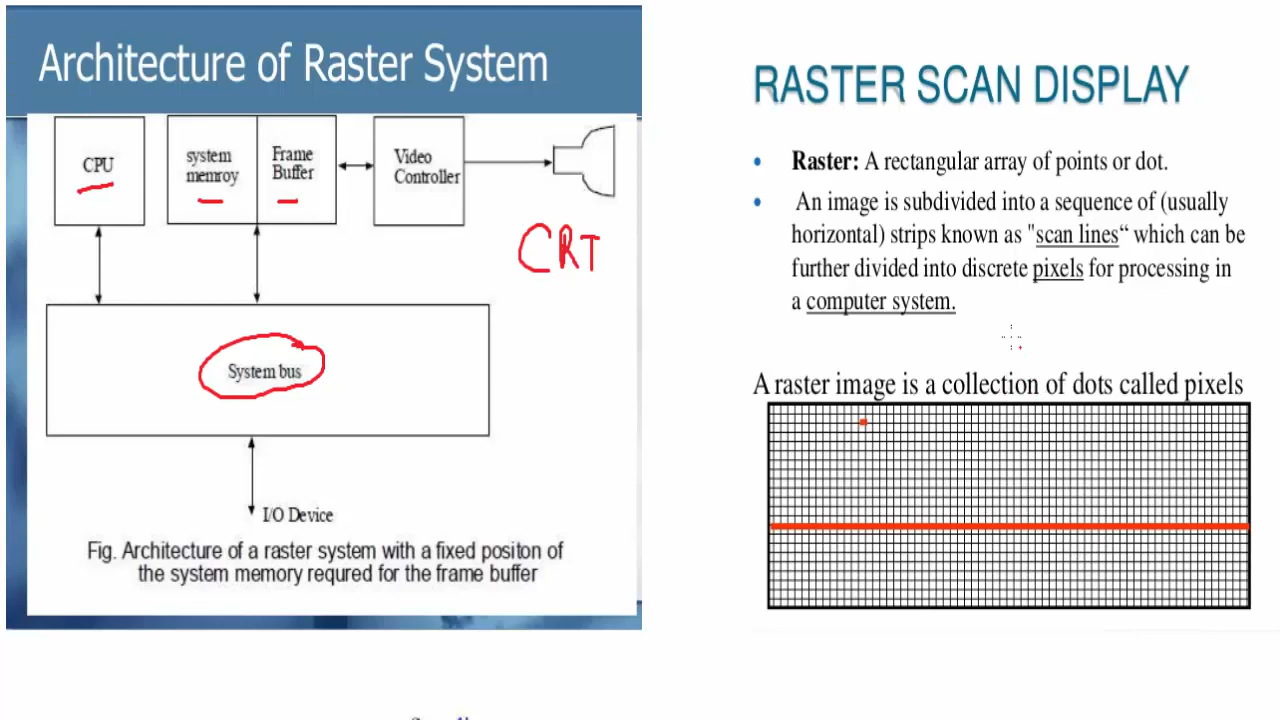 Architecture of Raster System
CPU
system
memroy
Frame
Buffer
Video
Controller
CRT
System bus
I/O Device
Fig. Architecture of a raster system with a fixed positon of
the system memory requred for the frame buffer
RASTER SCAN DISPLAY
• Raster: A rectangular array of points or dot.
• An image is subdivided into a sequence of (usually
horizontal) strips known as "scan lines“ which can be
further divided into discrete pixels for processing in
a computer system.
A raster image is a collection of dots called pixels